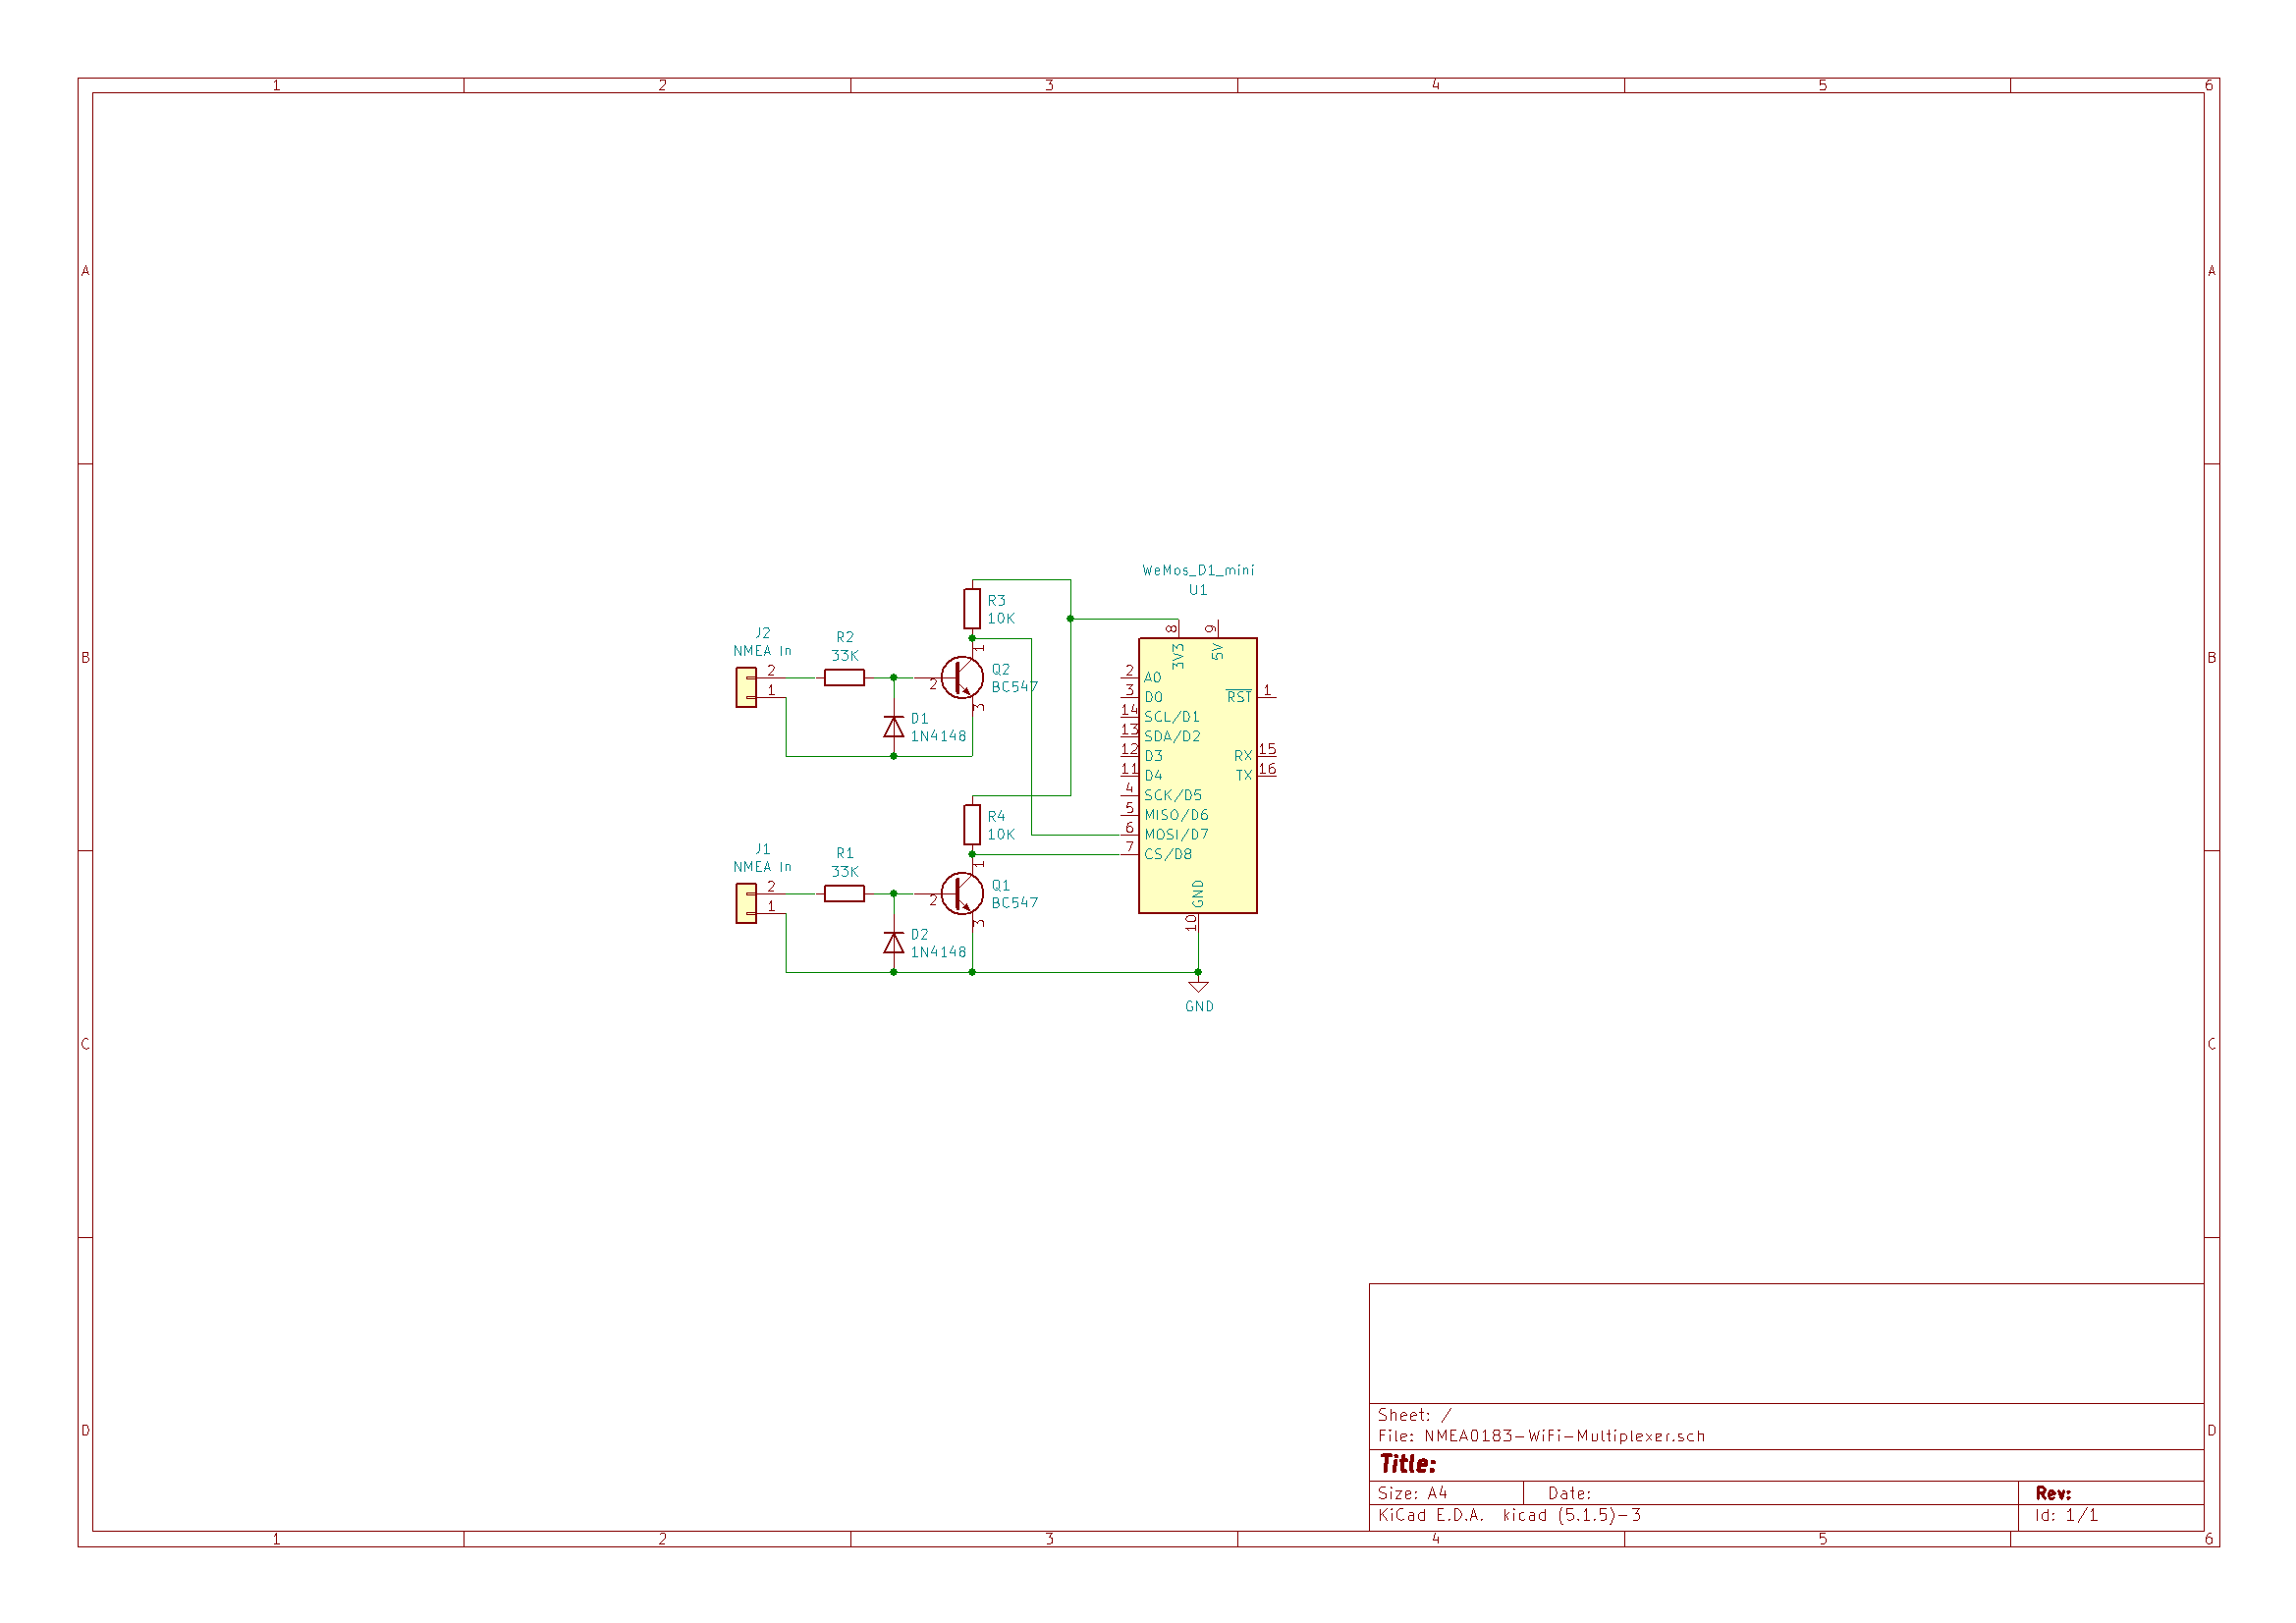 1 2 3 4 5 6
A A
WeMos_D1_mini
U1
R3
10K
J2
NMEA In
R2
33K
2
1
1
2
3
Q2
BC547
D1
1N4148
8
9
3V3
5V
2 A0
3 D0
14 SCL/D1
13 SDA/D2
12 D3
11 D4
4 SCK/D5
5 MISO/D6
6 MOSI/D7
7 CS/D8
RST 1
RX 15
TX 16
GND
10
B B
R4
10K
J1
NMEA In
R1
33K
2
1
1
2
3
Q1
BC547
D2
1N4148
GND
C C
Sheet: /
File: NMEA0183-WiFi-Multiplexer.sch
Title:
Size: A4 Date: Rev:
KiCad E.D.A. kicad (5.1.5)-3 Id: 1/1
D D
1 2 3 4 5 6